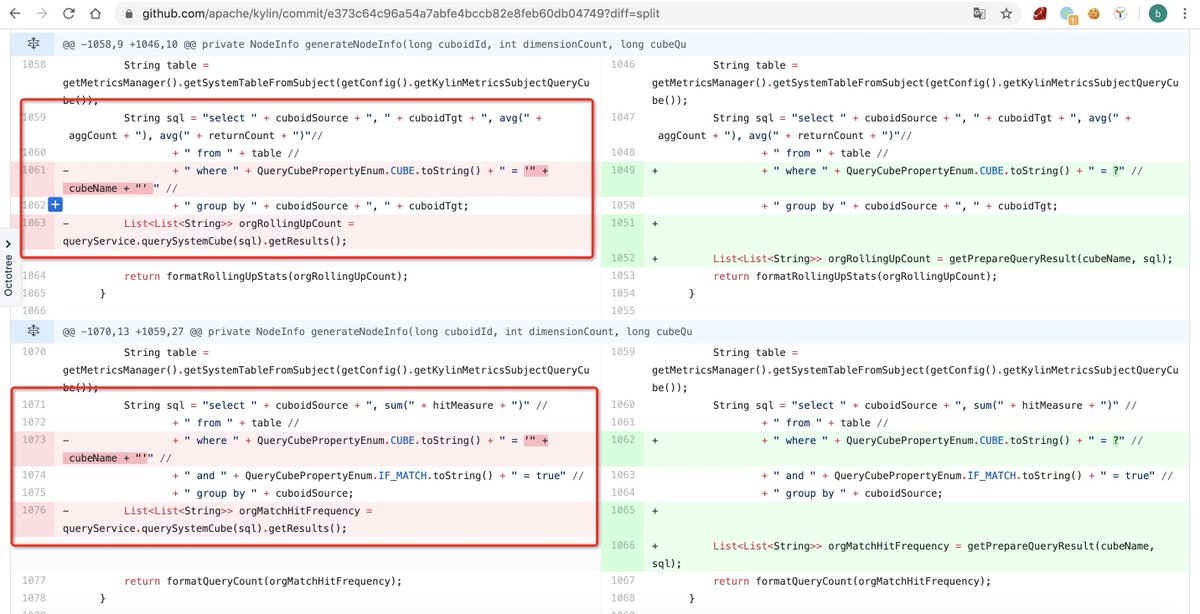 github.com/apache/kylin/commit/e373c64c96a54a7abfe4bccb82e8feb60db04749?diff=split
1
b
@@ -1058,9 +1046,10 @@ private NodeInfo generateNodeInfo(long cuboidId, int dimensionCount, long cubeQu
1058 String table =
getMetricsManager().getSystemTableFromSubject(getConfig().getKylinMetricsSubjectQueryCu
be());
1059 String sql = "select " + cuboidSource + ", " + cuboidTgt + ", avg(" +
aggCount + "), avg(" + returnCount + ")"//
1060 + " from " + table //
1061 - + " where " + QueryCubePropertyEnum.CUBE.toString() + " = '" +
cubeName + "' " //
1062 + + " group by " + cuboidSource + ", " + cuboidTgt;
1063 - List<List<String>> orgRollingUpCount =
queryService.querySystemCube(sql).getResults();
1064 return formatRollingUpStats(orgRollingUpCount);
1065 }
1066
1046 String table =
getMetricsManager().getSystemTableFromSubject(getConfig().getKylinMetricsSubjectQueryCu
be());
1047 String sql = "select " + cuboidSource + ", " + cuboidTgt + ", avg(" +
aggCount + "), avg(" + returnCount + ")"//
1048 + " from " + table //
1049 + + " where " + QueryCubePropertyEnum.CUBE.toString() + " = ?" //
1050 + " group by " + cuboidSource + ", " + cuboidTgt;
1051 +
1052 + List<List<String>> orgRollingUpCount = getPrepareQueryResult(cubeName, sql);
1053 return formatRollingUpStats(orgRollingUpCount);
1054 }
1055
Octotree
@@ -1070,13 +1059,27 @@ private NodeInfo generateNodeInfo(long cuboidId, int dimensionCount, long cubeQu
1070 String table =
getMetricsManager().getSystemTableFromSubject(getConfig().getKylinMetricsSubjectQueryCu
be());
1071 String sql = "select " + cuboidSource + ", sum(" + hitMeasure + ")" //
1072 + " from " + table //
1073 - + " where " + QueryCubePropertyEnum.CUBE.toString() + " = '" +
cubeName + "'" //
1074 + " and " + QueryCubePropertyEnum.IF_MATCH.toString() + " = true" //
1075 + " group by " + cuboidSource;
1076 - List<List<String>> orgMatchHitFrequency =
queryService.querySystemCube(sql).getResults();
1077 return formatQueryCount(orgMatchHitFrequency);
1078 }
1059 String table =
getMetricsManager().getSystemTableFromSubject(getConfig().getKylinMetricsSubjectQueryCu
be());
1060 String sql = "select " + cuboidSource + ", sum(" + hitMeasure + ")" //
1061 + " from " + table //
1062 + + " where " + QueryCubePropertyEnum.CUBE.toString() + " = ?" //
1063 + " and " + QueryCubePropertyEnum.IF_MATCH.toString() + " = true" //
1064 + " group by " + cuboidSource;
1065 +
1066 + List<List<String>> orgMatchHitFrequency = getPrepareQueryResult(cubeName,
sql);
1067 return formatQueryCount(orgMatchHitFrequency);
1068 }